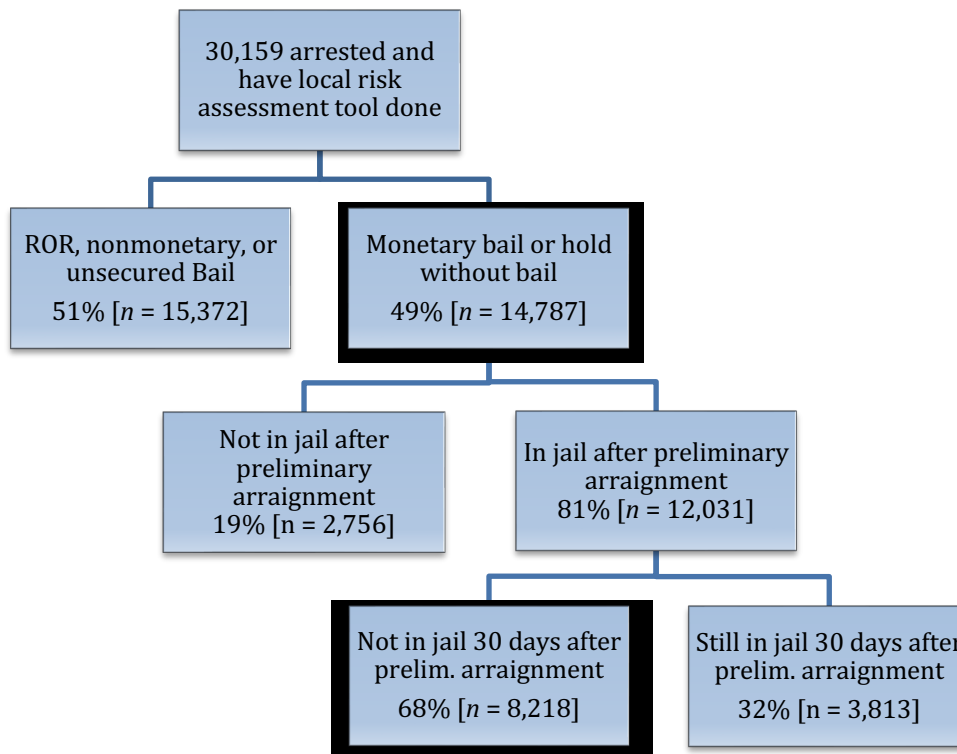 30,159 arrested and
have local risk
assessment tool done
ROR, nonmonetary, or
unsecured Bail
51% [n = 15,372]
Monetary bail or hold
without bail
49% [n = 14,787]
Not in jail after
preliminary
arraignment
19% [n = 2,756]
In jail after preliminary
arraignment
81% [n = 12,031]
Not in jail 30 days after
prelim. arraignment
68% [n = 8,218]
Still in jail 30 days after
prelim. arraignment
32% [n = 3,813]